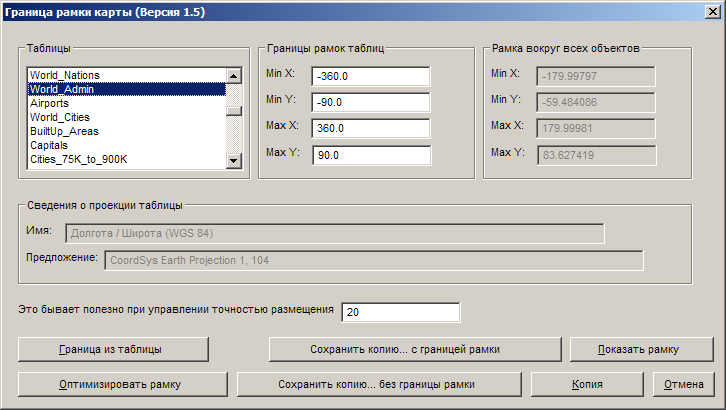 Граница рамки карты (Версия 1.5)
Таблицы
World_Nations
World_Admin
Airports
World_Cities
BuiltUp_Areas
Capitals
Cities_75K_to_900K
Границы рамок таблиц
Min X: -360.0
Min Y: -90.0
Max X: 360.0
Max Y: 90.0
Рамка вокруг всех объектов
Min X: -179.99797
Min Y: -59.484086
Max X: 179.99981
Max Y: 83.627419
Сведения о проекции таблицы
Имя: Долгота / Широта (WGS 84)
Предложение: CoordSys Earth Projection 1, 104
Это бывает полезно при управлении точностью размещения 20
Граница из таблицы Сохранить копию... с границей рамки Показать рамку
Оптимизировать рамку Сохранить копию... без границы рамки Копия Отмена